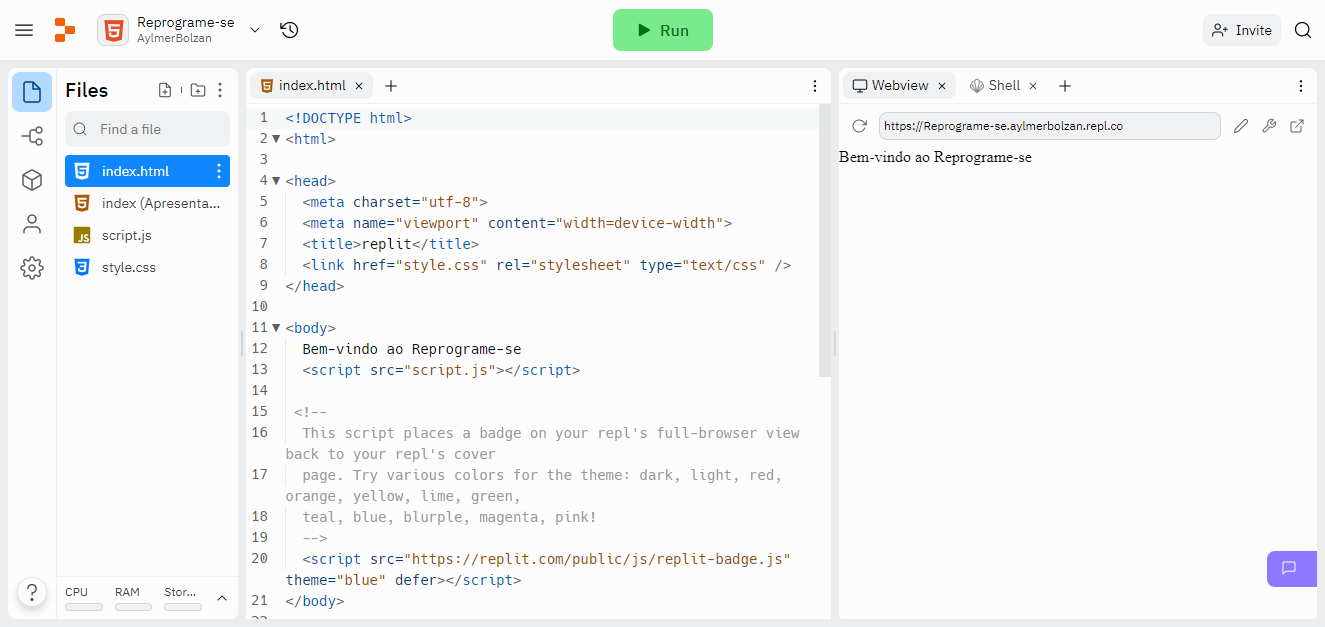 Reprograme-se
AylmerBolzan
Run
Invite
Files
Find a file
index.html
index (Apresenta...
script.js
style.css
CPU RAM Stor...
index.html
1 <!DOCTYPE html>
2 <html>
3
4 <head>
5 <meta charset="utf-8">
6 <meta name="viewport" content="width=device-width">
7 <title>replit</title>
8 <link href="style.css" rel="stylesheet" type="text/css" />
9 </head>
10
11 <body>
12 Bem-vindo ao Reprograme-se
13 <script src="script.js"></script>
14
15 <!--
16 This script places a badge on your repl's full-browser view
back to your repl's cover
17 page. Try various colors for the theme: dark, light, red,
orange, yellow, lime, green,
18 teal, blue, blurple, magenta, pink!
19 -->
20 <script src="https://replit.com/public/js/replit-badge.js"
theme="blue" defer></script>
21 </body>
Webview Shell
https://Reprograme-se.aylmerbolzan.repl.co
Bem-vindo ao Reprograme-se